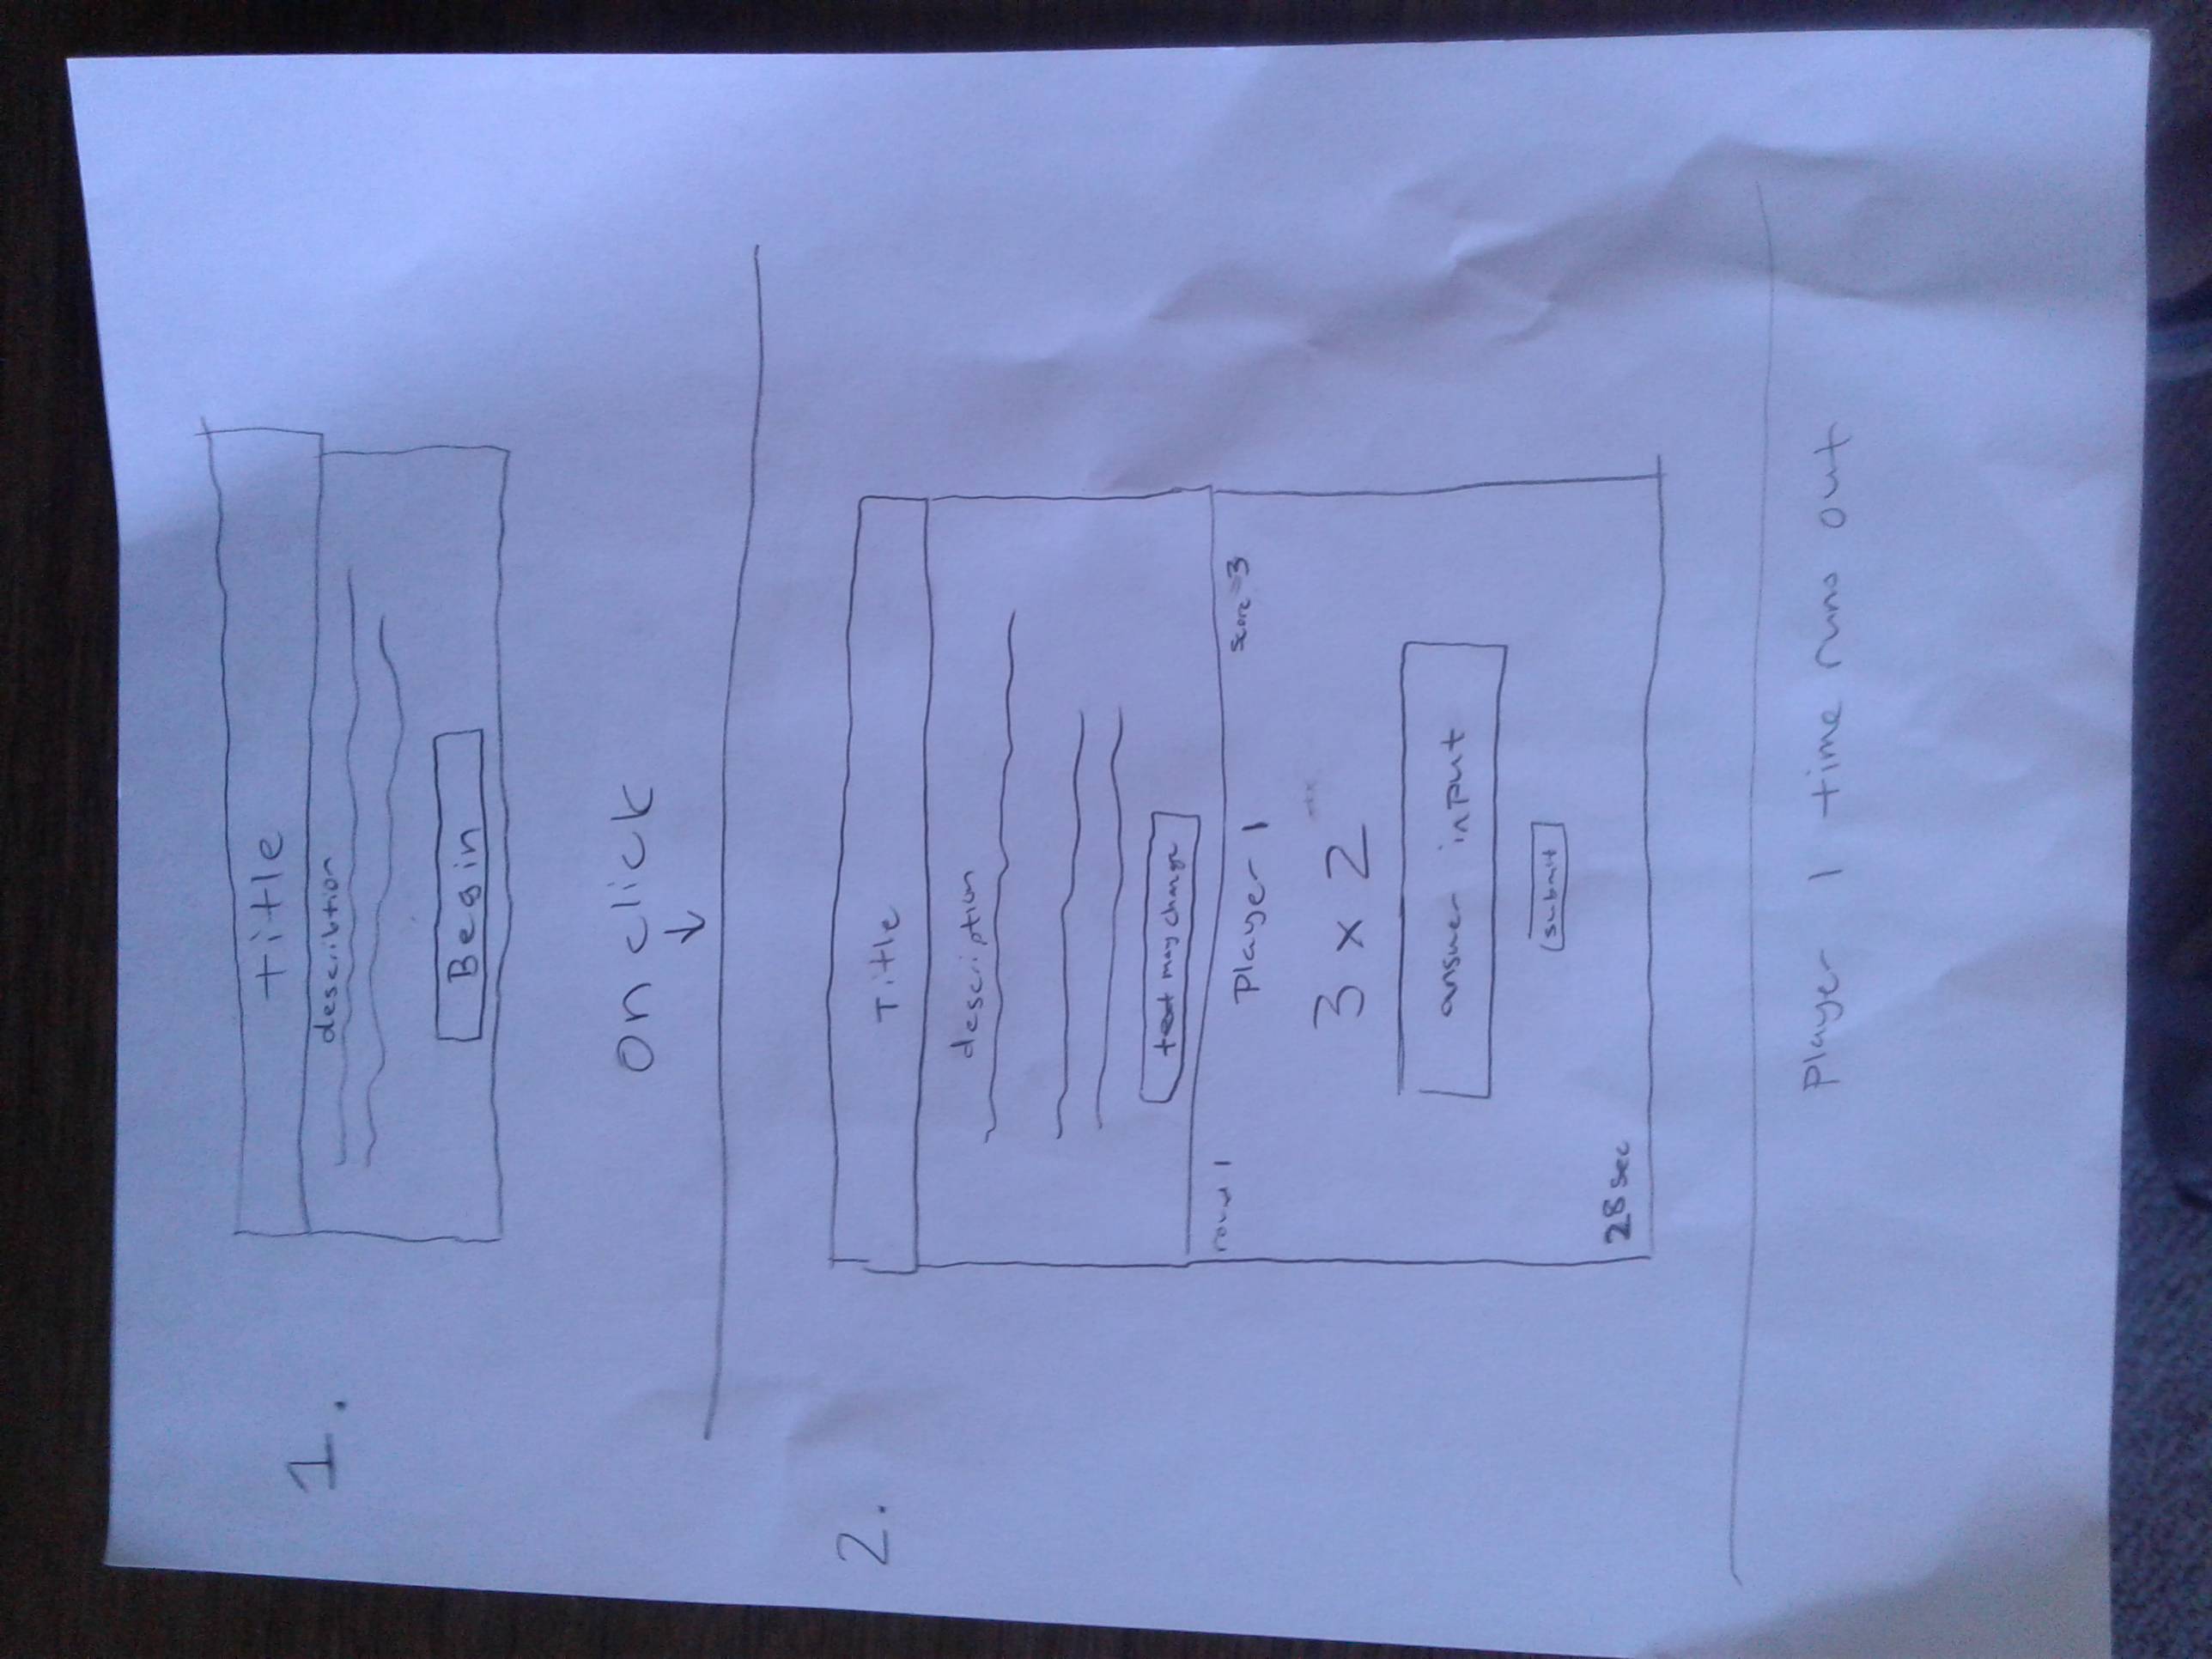 1.
title
describtion
Begin
on click
↓
2.
Title
description
text may change
round 1
Player 1
Score = 3
3 x 2
answer input
submit
28 sec
Player 1 time runs out